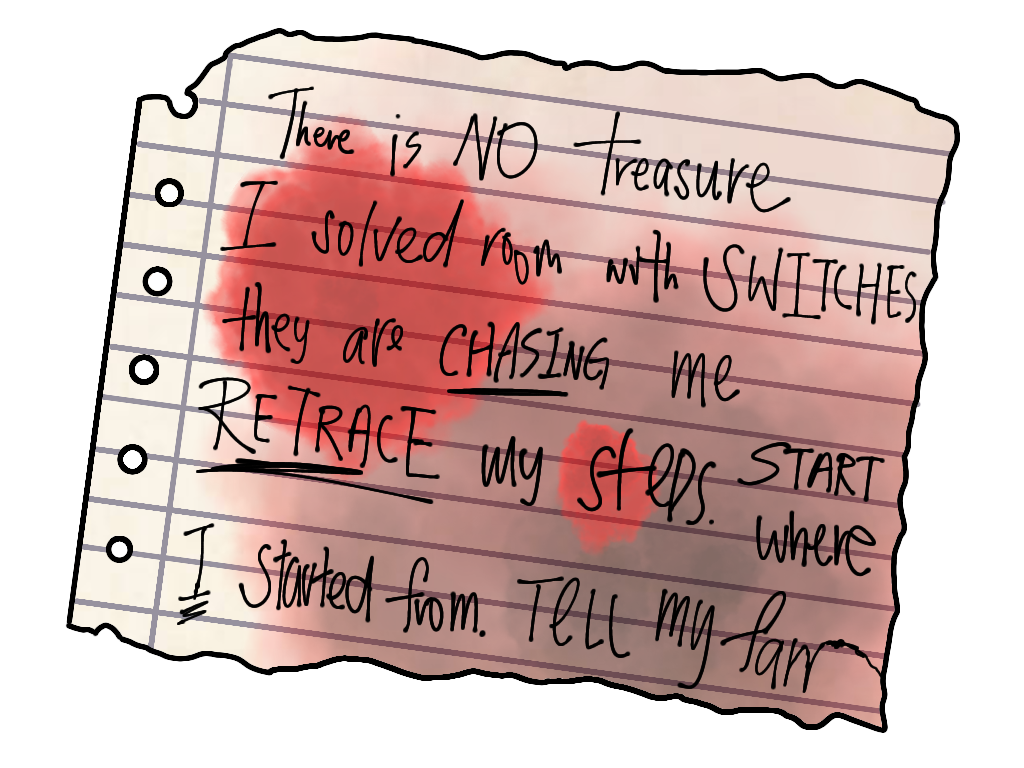 There is NO treasure
I solved room with SWITCHES
they are CHASING me
RETRACE my steps. START
where
I started from. TELL MY